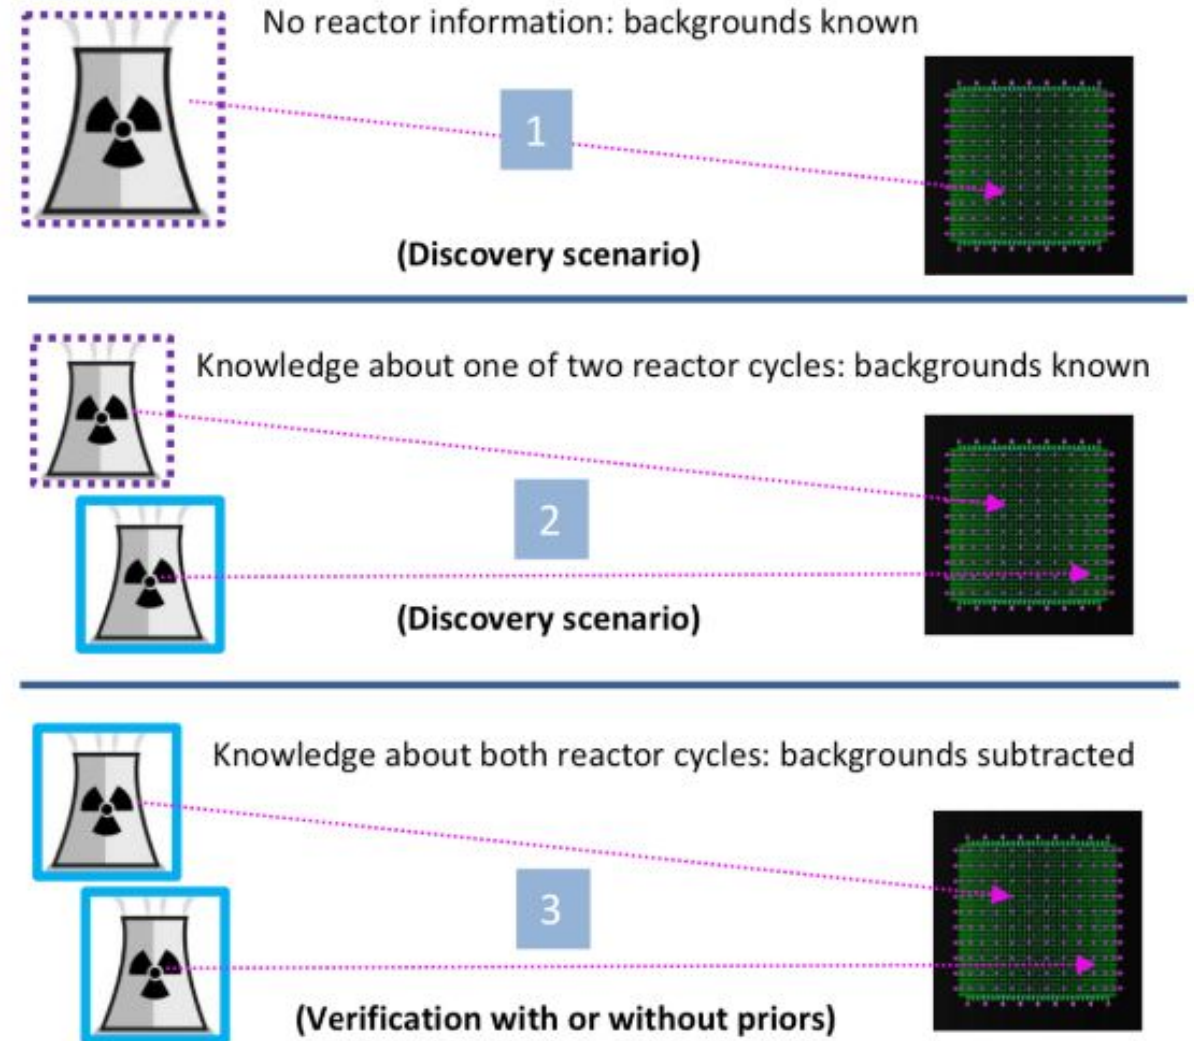 No reactor information: backgrounds known
1
(Discovery scenario)
Knowledge about one of two reactor cycles: backgrounds known
2
(Discovery scenario)
Knowledge about both reactor cycles: backgrounds subtracted
3
(Verification with or without priors)